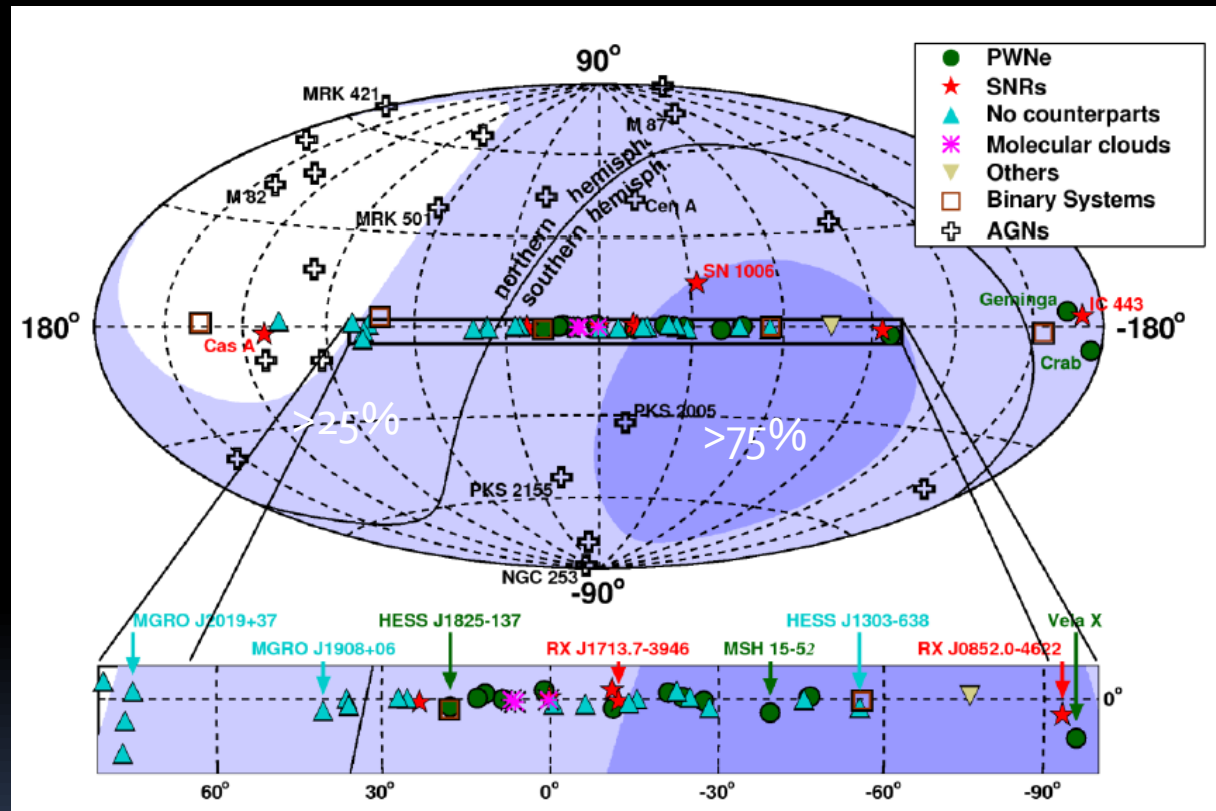 90°
PWNe
SNRs
No counterparts
Molecular clouds
Others
Binary Systems
AGNs
MRK 421
M 87
M 82
MRK 501
northern hemisph.
southern hemisph.
Cen A
SN 1006
Geminga
IC 443
180°
-180°
Cas A
Crab
>25%
PKS 2005
>75%
PKS 2155
NGC 253
-90°
MGRO J2019+37
HESS J1825-137
HESS J1303-638
Vela X
MGRO J1908+06
RX J1713.7-3946
MSH 15-52
RX J0852.0-4622
0°
60°
30°
0°
-30°
-60°
-90°